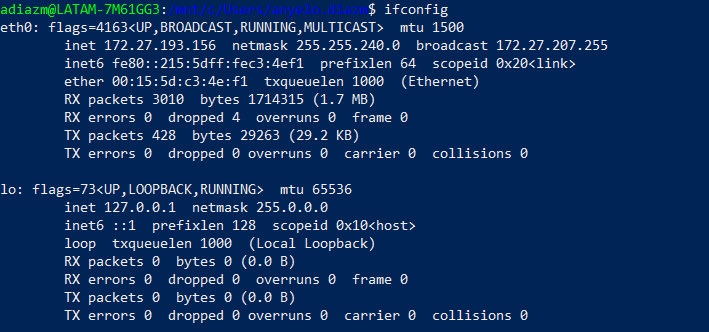 adiazm@LATAM-7M61GG3:/mnt/c/Users/angelo.diazm$ ifconfig
eth0: flags=4163<UP,BROADCAST,RUNNING,MULTICAST>  mtu 1500
        inet 172.27.193.156  netmask 255.255.240.0  broadcast 172.27.207.255
        inet6 fe80::215:5dff:fec3:4ef1  prefixlen 64  scopeid 0x20<link>
        ether 00:15:5d:c3:4e:f1  txqueuelen 1000  (Ethernet)
        RX packets 3010  bytes 1714315 (1.7 MB)
        RX errors 0  dropped 4  overruns 0  frame 0
        TX packets 428  bytes 29263 (29.2 KB)
        TX errors 0  dropped 0 overruns 0  carrier 0  collisions 0

lo: flags=73<UP,LOOPBACK,RUNNING>  mtu 65536
        inet 127.0.0.1  netmask 255.0.0.0
        inet6 ::1  prefixlen 128  scopeid 0x10<host>
        loop  txqueuelen 1000  (Local Loopback)
        RX packets 0  bytes 0 (0.0 B)
        RX errors 0  dropped 0  overruns 0  frame 0
        TX packets 0  bytes 0 (0.0 B)
        TX errors 0  dropped 0 overruns 0  carrier 0  collisions 0